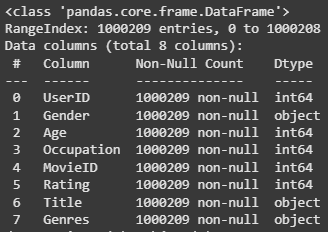 <class 'pandas.core.frame.DataFrame'>
RangeIndex: 1000209 entries, 0 to 1000208
Data columns (total 8 columns):
 #   Column      Non-Null Count    Dtype
---  ------      --------------    -----
 0   UserID      1000209 non-null  int64
 1   Gender      1000209 non-null  object
 2   Age         1000209 non-null  int64
 3   Occupation  1000209 non-null  int64
 4   MovieID     1000209 non-null  int64
 5   Rating      1000209 non-null  int64
 6   Title       1000209 non-null  object
 7   Genres      1000209 non-null  object